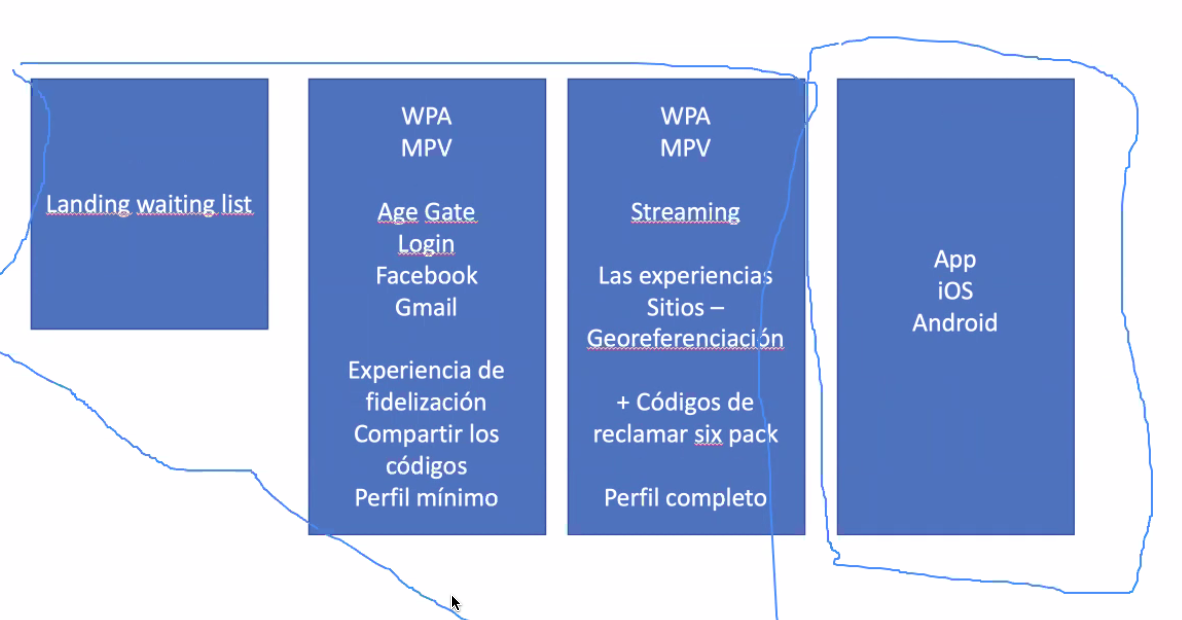 Landing waiting list
WPA
MPV
Age Gate
Login
Facebook
Gmail
Experiencia de
fidelización
Compartir los
códigos
Perfil mínimo
WPA
MPV
Streaming
Las experiencias
Sitios –
Georeferenciación
+ Códigos de
reclamar six pack
Perfil completo
App
iOS
Android